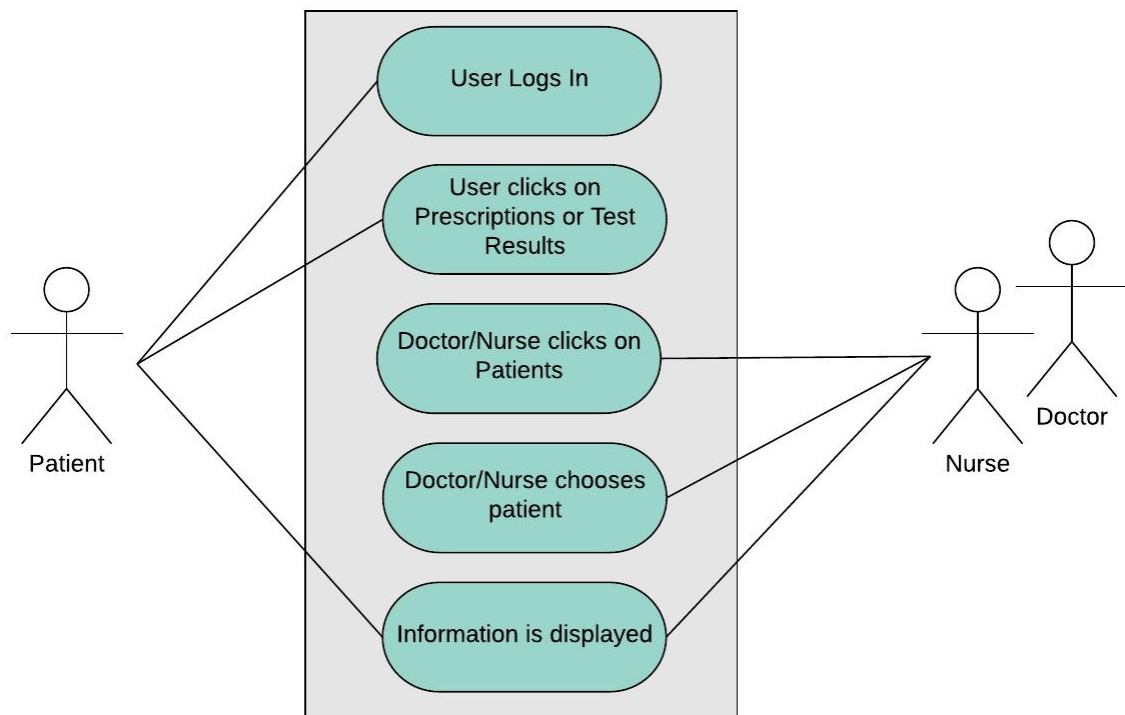 User Logs In
User clicks on
Prescriptions or Test
Results
Doctor/Nurse clicks on
Patients
Doctor/Nurse chooses
patient
Information is displayed
Patient
Nurse
Doctor